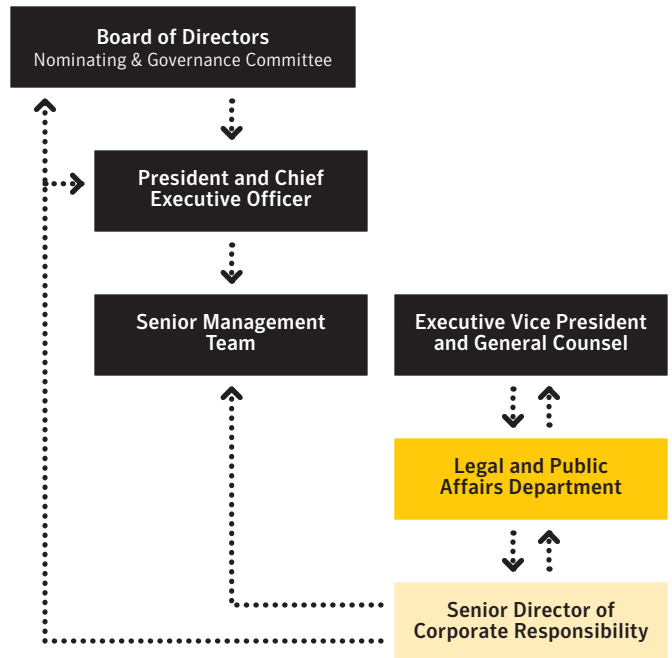 Board of Directors
Nominating & Governance Committee
President and Chief
Executive Officer
Senior Management
Team
Executive Vice President
and General Counsel
Legal and Public
Affairs Department
Senior Director of
Corporate Responsibility